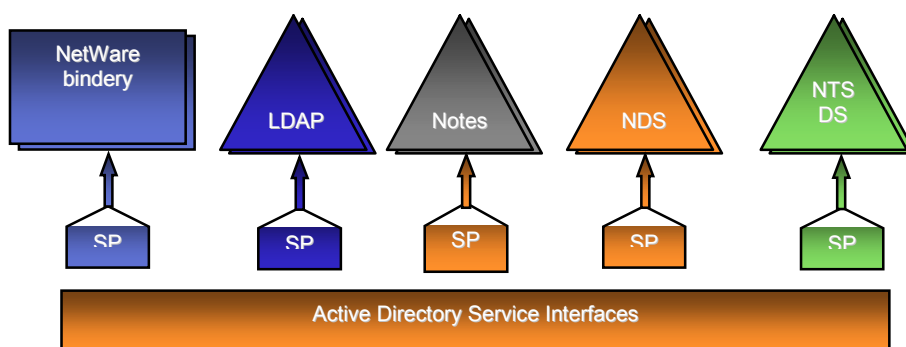 NetWare
bindery
LDAP
Notes
NDS
NTS
DS
SP
SP
SP
SP
SP
Active Directory Service Interfaces